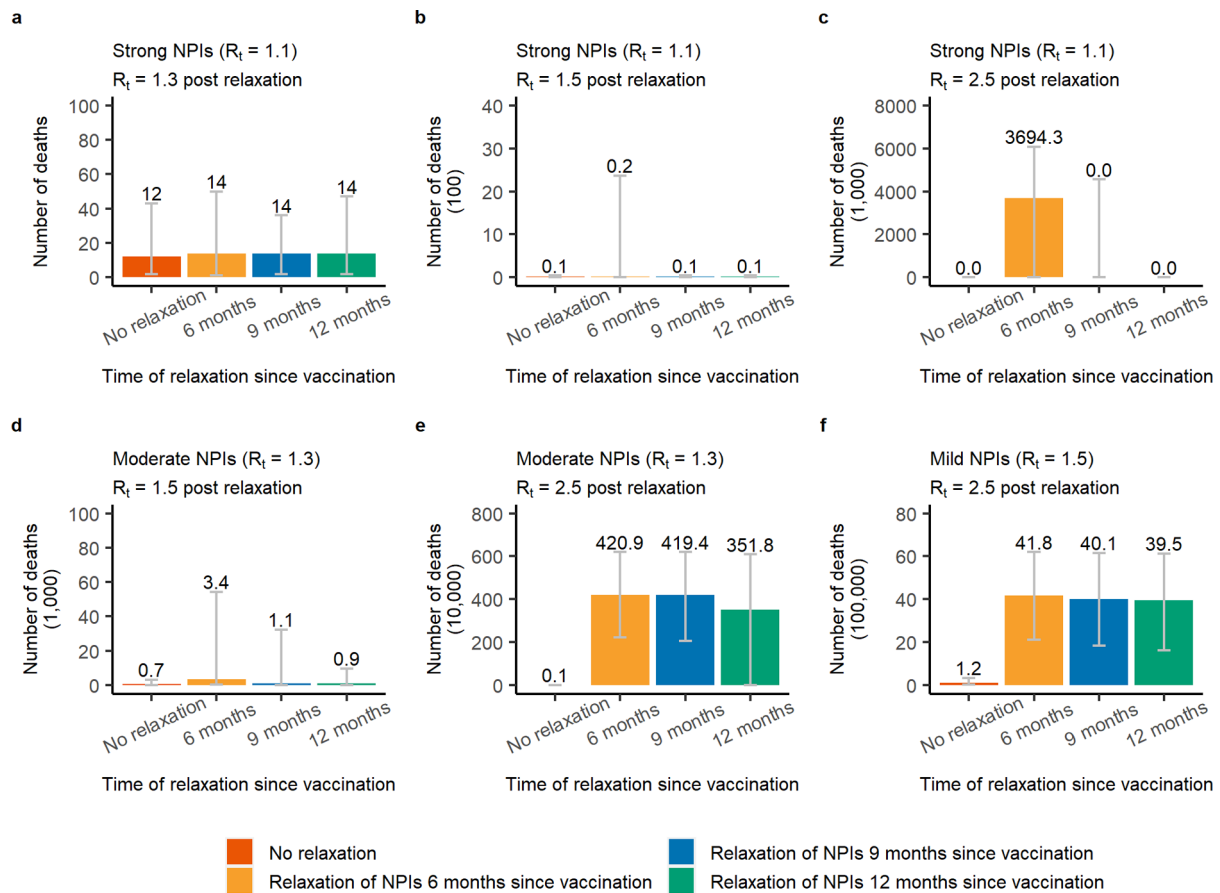 a
Strong NPIs (Rt = 1.1)
Rt = 1.3 post relaxation
Number of deaths
100
80
60
40
20
0
12
14
14
14
No relaxation
6 months
9 months
12 months
Time of relaxation since vaccination
b
Strong NPIs (Rt = 1.1)
Rt = 1.5 post relaxation
Number of deaths
(100)
40
30
20
10
0
0.1
0.2
0.1
0.1
No relaxation
6 months
9 months
12 months
Time of relaxation since vaccination
c
Strong NPIs (Rt = 1.1)
Rt = 2.5 post relaxation
Number of deaths
(1,000)
8000
6000
4000
2000
0
0.0
3694.3
0.0
0.0
No relaxation
6 months
9 months
12 months
Time of relaxation since vaccination
d
Moderate NPIs (Rt = 1.3)
Rt = 1.5 post relaxation
Number of deaths
(1,000)
100
80
60
40
20
0
0.7
3.4
1.1
0.9
No relaxation
6 months
9 months
12 months
Time of relaxation since vaccination
e
Moderate NPIs (Rt = 1.3)
Rt = 2.5 post relaxation
Number of deaths
(10,000)
800
600
400
200
0
0.1
420.9
419.4
351.8
No relaxation
6 months
9 months
12 months
Time of relaxation since vaccination
f
Mild NPIs (Rt = 1.5)
Rt = 2.5 post relaxation
Number of deaths
(100,000)
80
60
40
20
0
1.2
41.8
40.1
39.5
No relaxation
6 months
9 months
12 months
Time of relaxation since vaccination
No relaxation
Relaxation of NPIs 6 months since vaccination
Relaxation of NPIs 9 months since vaccination
Relaxation of NPIs 12 months since vaccination